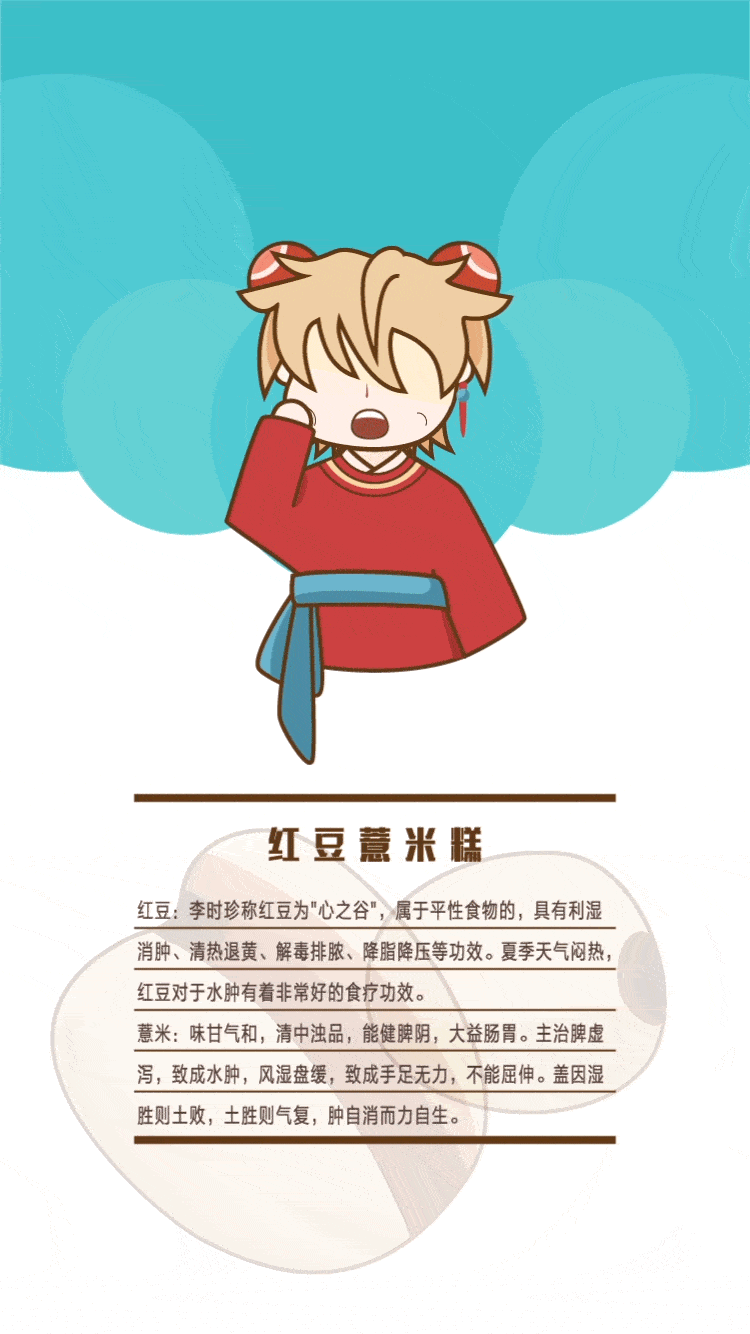 红豆薏米糕
红豆：李时珍称红豆为"心之谷"，属于平性食物的，具有利湿
消肿、清热退黄、解毒排脓、降脂降压等功效。夏季天气闷热，
红豆对于水肿有着非常好的食疗功效。
薏米：味甘气和，清中浊品，能健脾阴，大益肠胃。主治脾虚
泻，致成水肿，风湿盘缓，致成手足无力，不能屈伸。盖因湿
胜则土败，土胜则气复，肿自消而力自生。